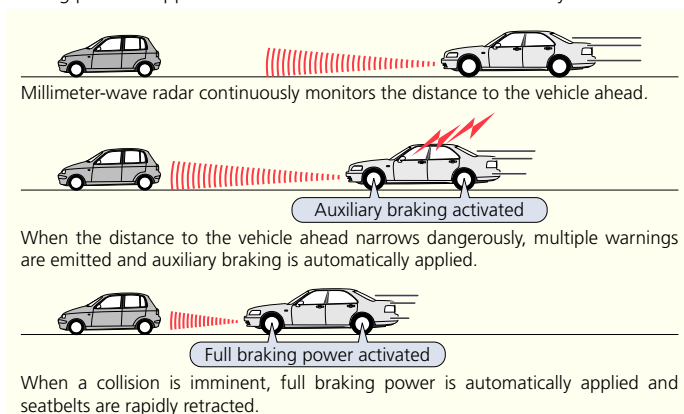 Millimeter-wave radar continuously monitors the distance to the vehicle ahead.
Auxiliary braking activated
When the distance to the vehicle ahead narrows dangerously, multiple warnings
are emitted and auxiliary braking is automatically applied.
Full braking power activated
When a collision is imminent, full braking power is automatically applied and
seatbelts are rapidly retracted.